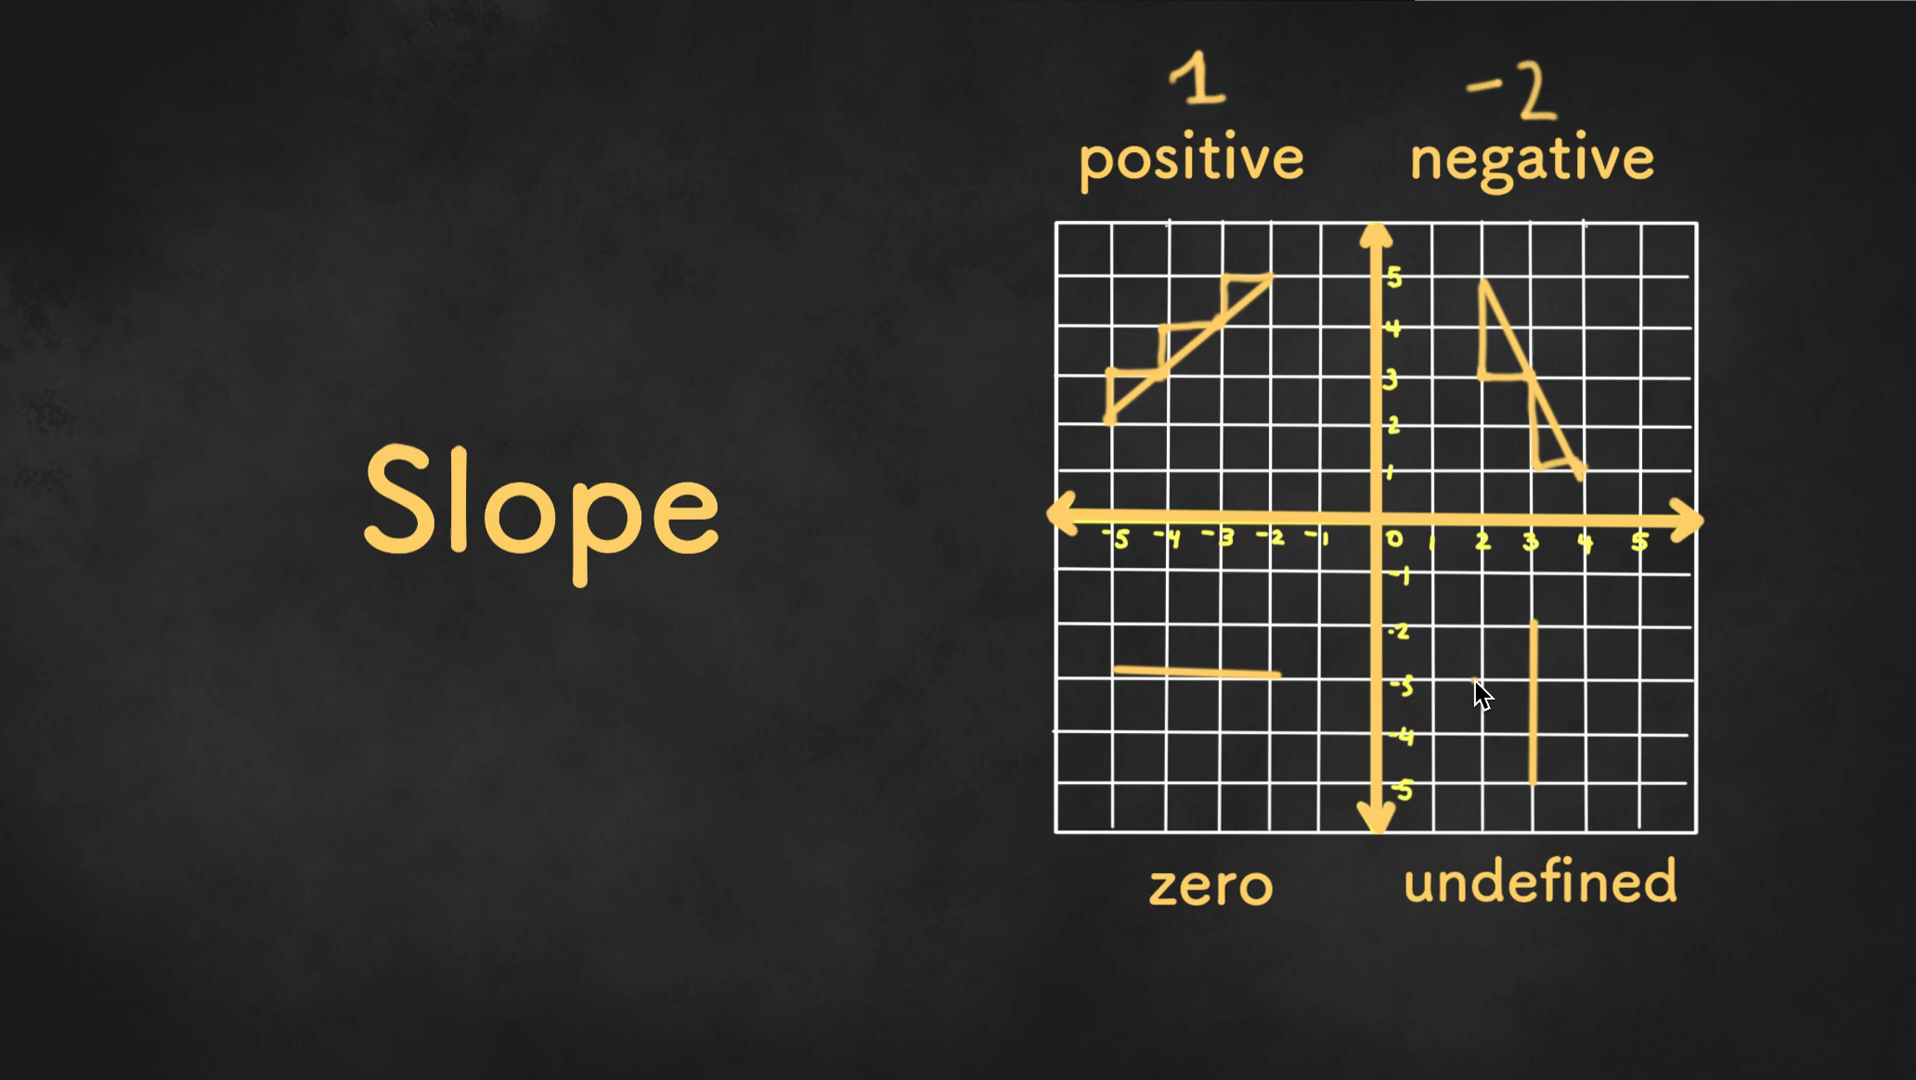 1 -2
positive negative
Slope
5
4
3
2
1
-5 -4 -3 -2 -1 0 1 2 3 4 5
-1
-2
-3
-4
-5
zero undefined